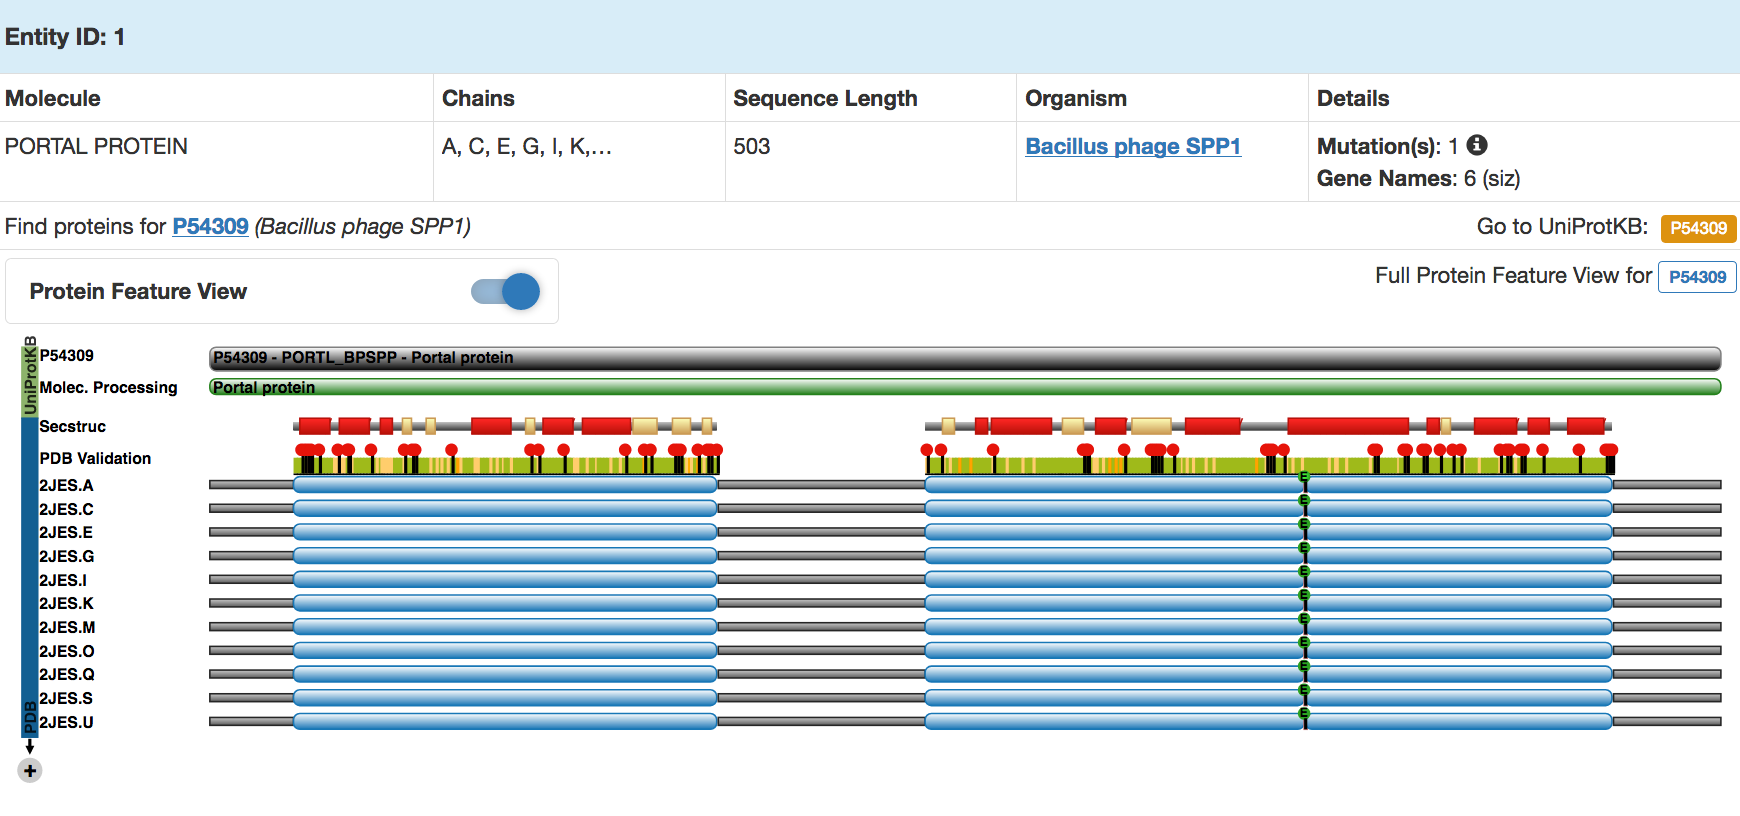 Entity ID: 1
Molecule Chains Sequence Length Organism Details
PORTAL PROTEIN A, C, E, G, I, K,... 503 Bacillus phage SPP1 Mutation(s): 1 i
Gene Names: 6 (siz)
Find proteins for P54309 (Bacillus phage SPP1) Go to UniProtKB: P54309
Protein Feature View Full Protein Feature View for P54309
UniProtKB
P54309 P54309 - PORTL_BPSPP - Portal protein
Molec. Processing Portal protein
Secstruc
PDB Validation
2JES.A E
2JES.C E
2JES.E E
2JES.G E
2JES.I E
2JES.K E
2JES.M E
2JES.O E
2JES.Q E
2JES.S E
2JES.U E
PDB
+